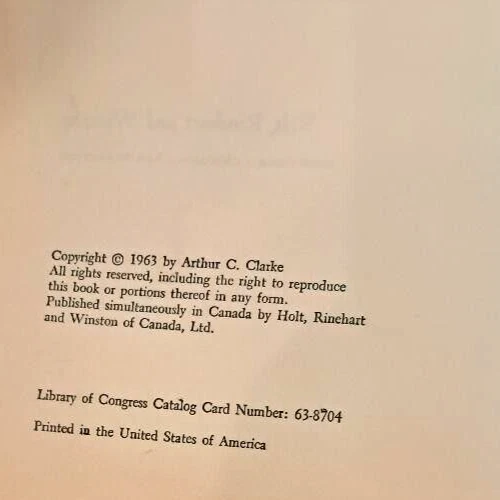 Copyright © 1963 by Arthur C. Clarke
All rights reserved, including the right to reproduce
this book or portions thereof in any form.
Published simultaneously in Canada by Holt, Rinehart
and Winston of Canada, Ltd.
Library of Congress Catalog Card Number: 63-8704
Printed in the United States of America